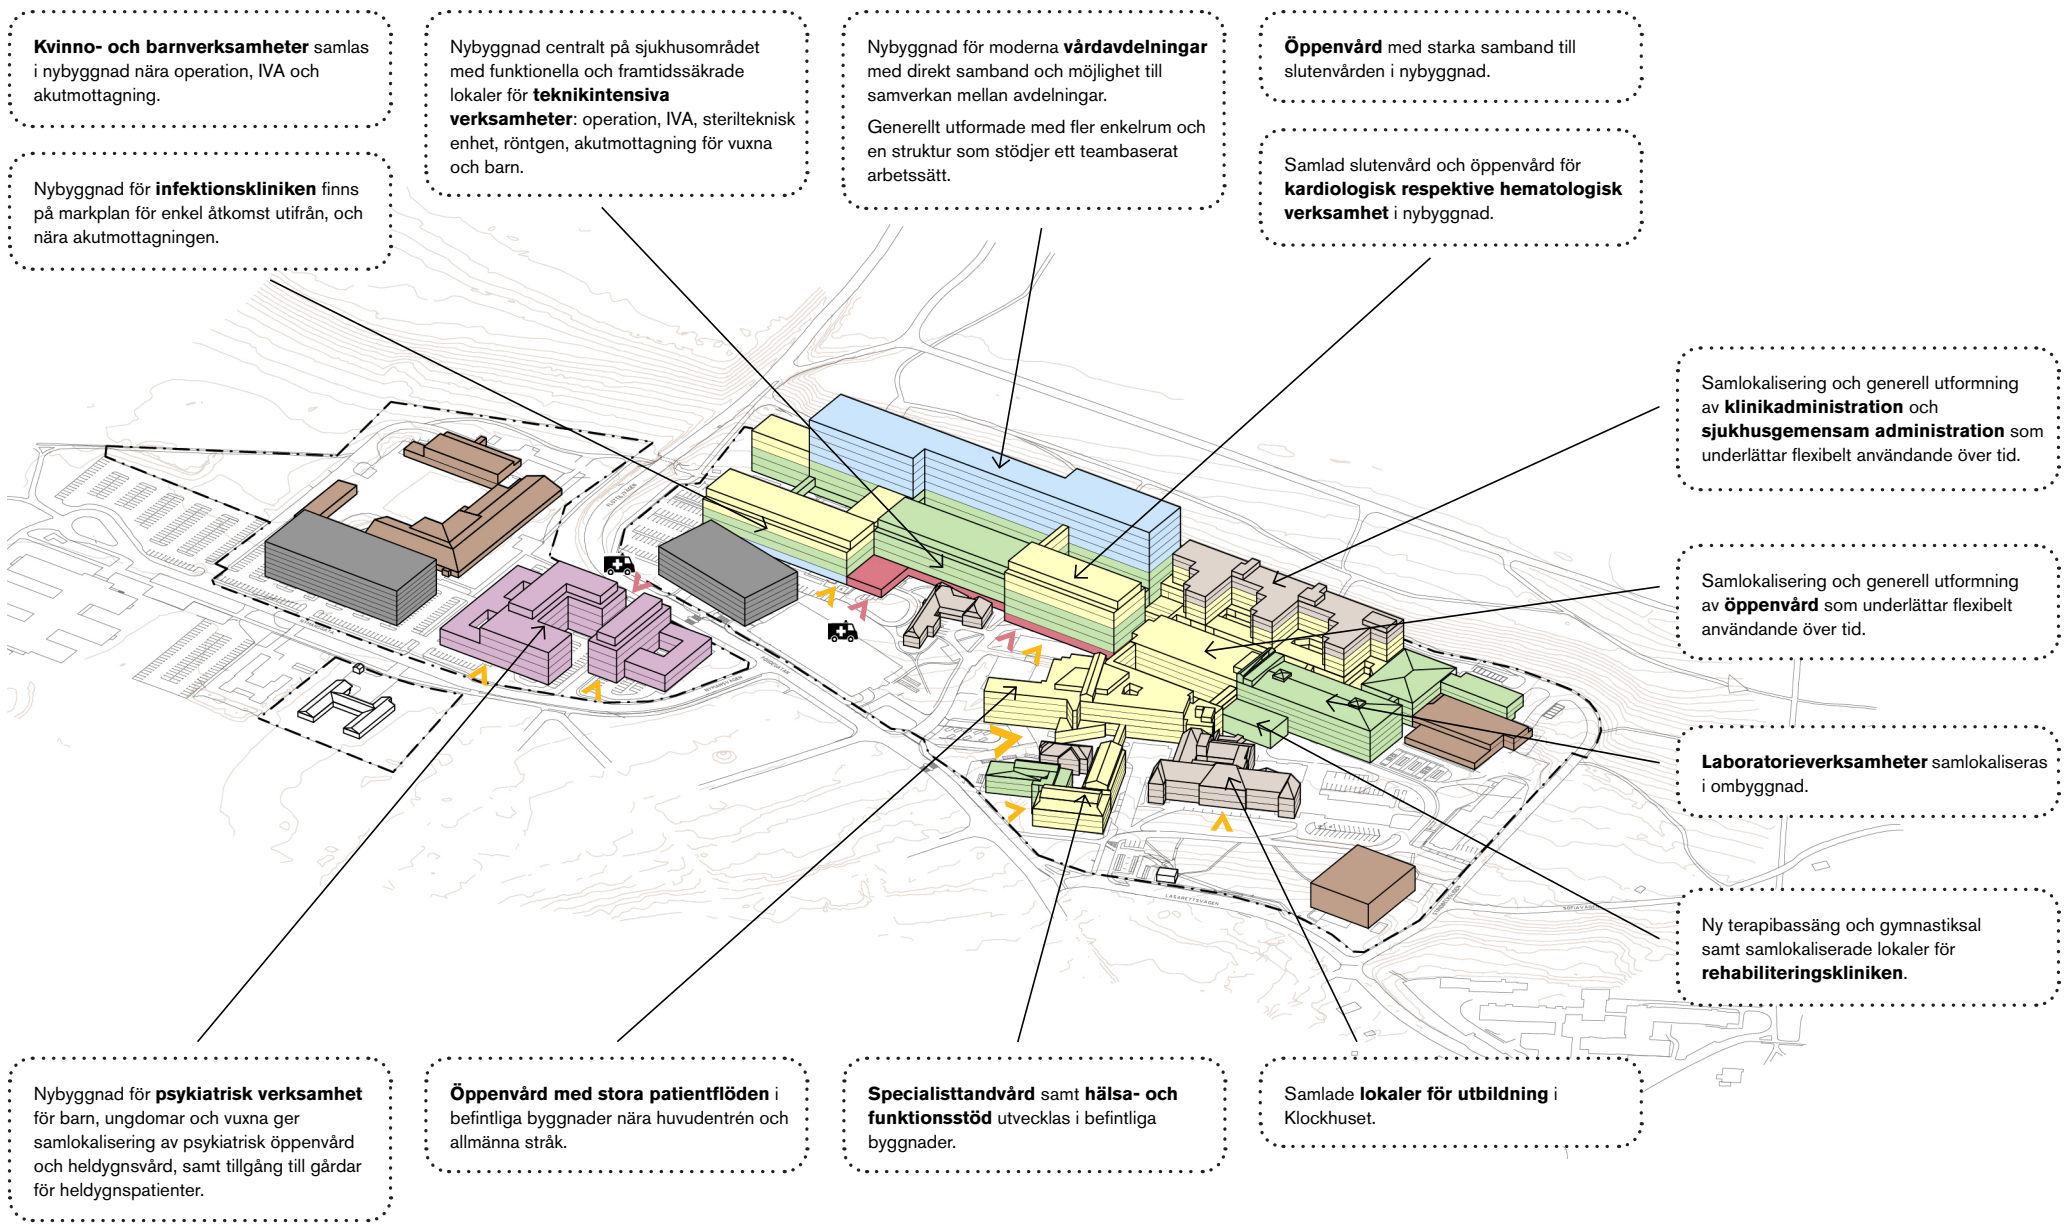 Kvinno- och barnverksamheter samlas
i nybyggnad nära operation, IVA och
akutmottagning.
Nybyggnad för infektionskliniken finns
på markplan för enkel åtkomst utifrån, och
nära akutmottagningen.
Nybyggnad centralt på sjukhusområdet
med funktionella och framtidssäkrade
lokaler för teknikintensiva
verksamheter: operation, IVA, sterilteknisk
enhet, röntgen, akutmottagning för vuxna
och barn.
Nybyggnad för moderna vårdavdelningar
med direkt samband och möjlighet till
samverkan mellan avdelningar.
Generellt utformade med fler enkelrum och
en struktur som stödjer ett teambaserat
arbetssätt.
Öppenvård med starka samband till
slutenvården i nybyggnad.
Samlad slutenvård och öppenvård för
kardiologisk respektive hematologisk
verksamhet i nybyggnad.
Samlokalisering och generell utformning
av klinikadministration och
sjukhusgemensam administration som
underlättar flexibelt användande över tid.
Samlokalisering och generell utformning
av öppenvård som underlättar flexibelt
användande över tid.
Laboratorieverksamheter samlokaliseras
i ombyggnad.
Ny terapibassäng och gymnastiksal
samt samlokaliserade lokaler för
rehabiliteringskliniken.
LASARETTSVÄGEN
Nybyggnad för psykiatrisk verksamhet
för barn, ungdomar och vuxna ger
samlokalisering av psykiatrisk öppenvård
och heldygnsvård, samt tillgång till gårdar
för heldygnspatienter.
Öppenvård med stora patientflöden i
befintliga byggnader nära huvudentrén och
allmänna stråk.
Specialisttandvård samt hälsa- och
funktionsstöd utvecklas i befintliga
byggnader.
Samlade lokaler för utbildning i
Klockhuset.